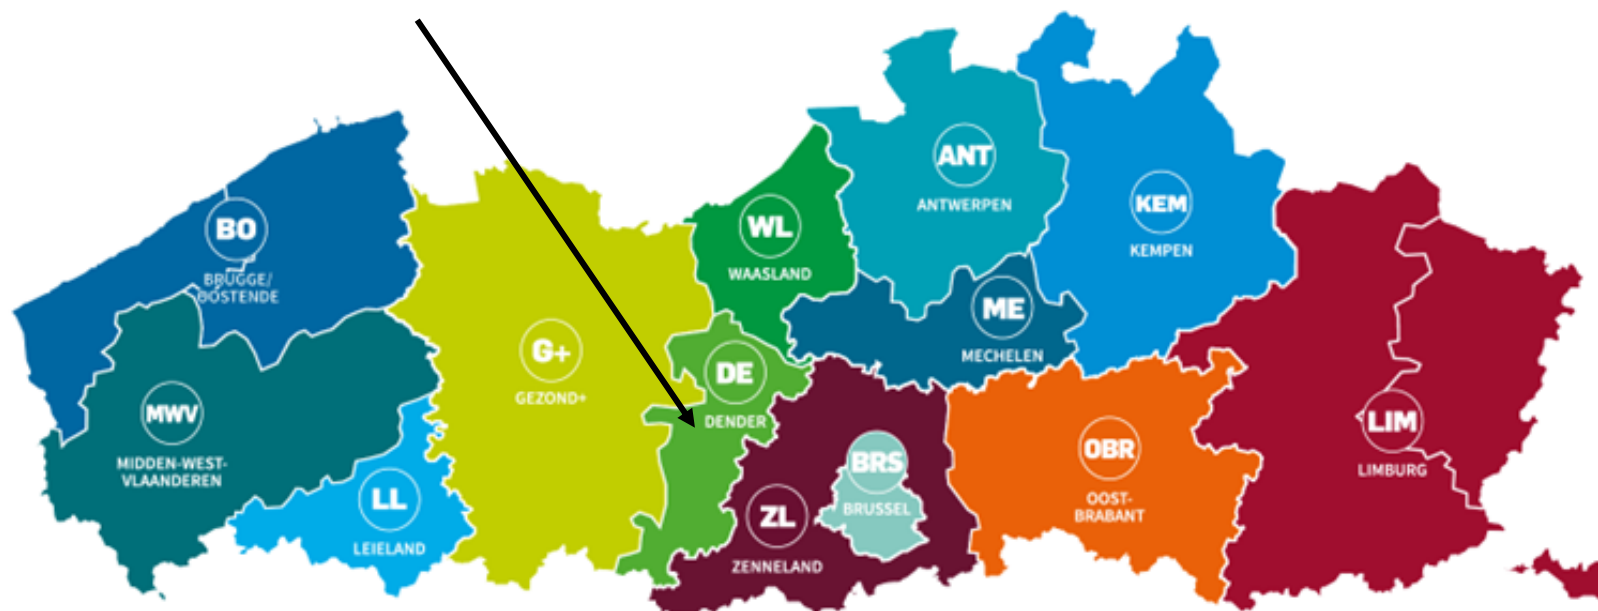 BO
BRUGGE/
OOSTENDE
MWV
MIDDEN-WEST-
VLAANDEREN
LL
LEIELAND
G+
GEZOND+
WL
WAASLAND
DE
DENDER
ANT
ANTWERPEN
ME
MECHELEN
KEM
KEMPEN
ZL
ZENNELAND
BRS
BRUSSEL
OBR
OOST-
BRABANT
LIM
LIMBURG